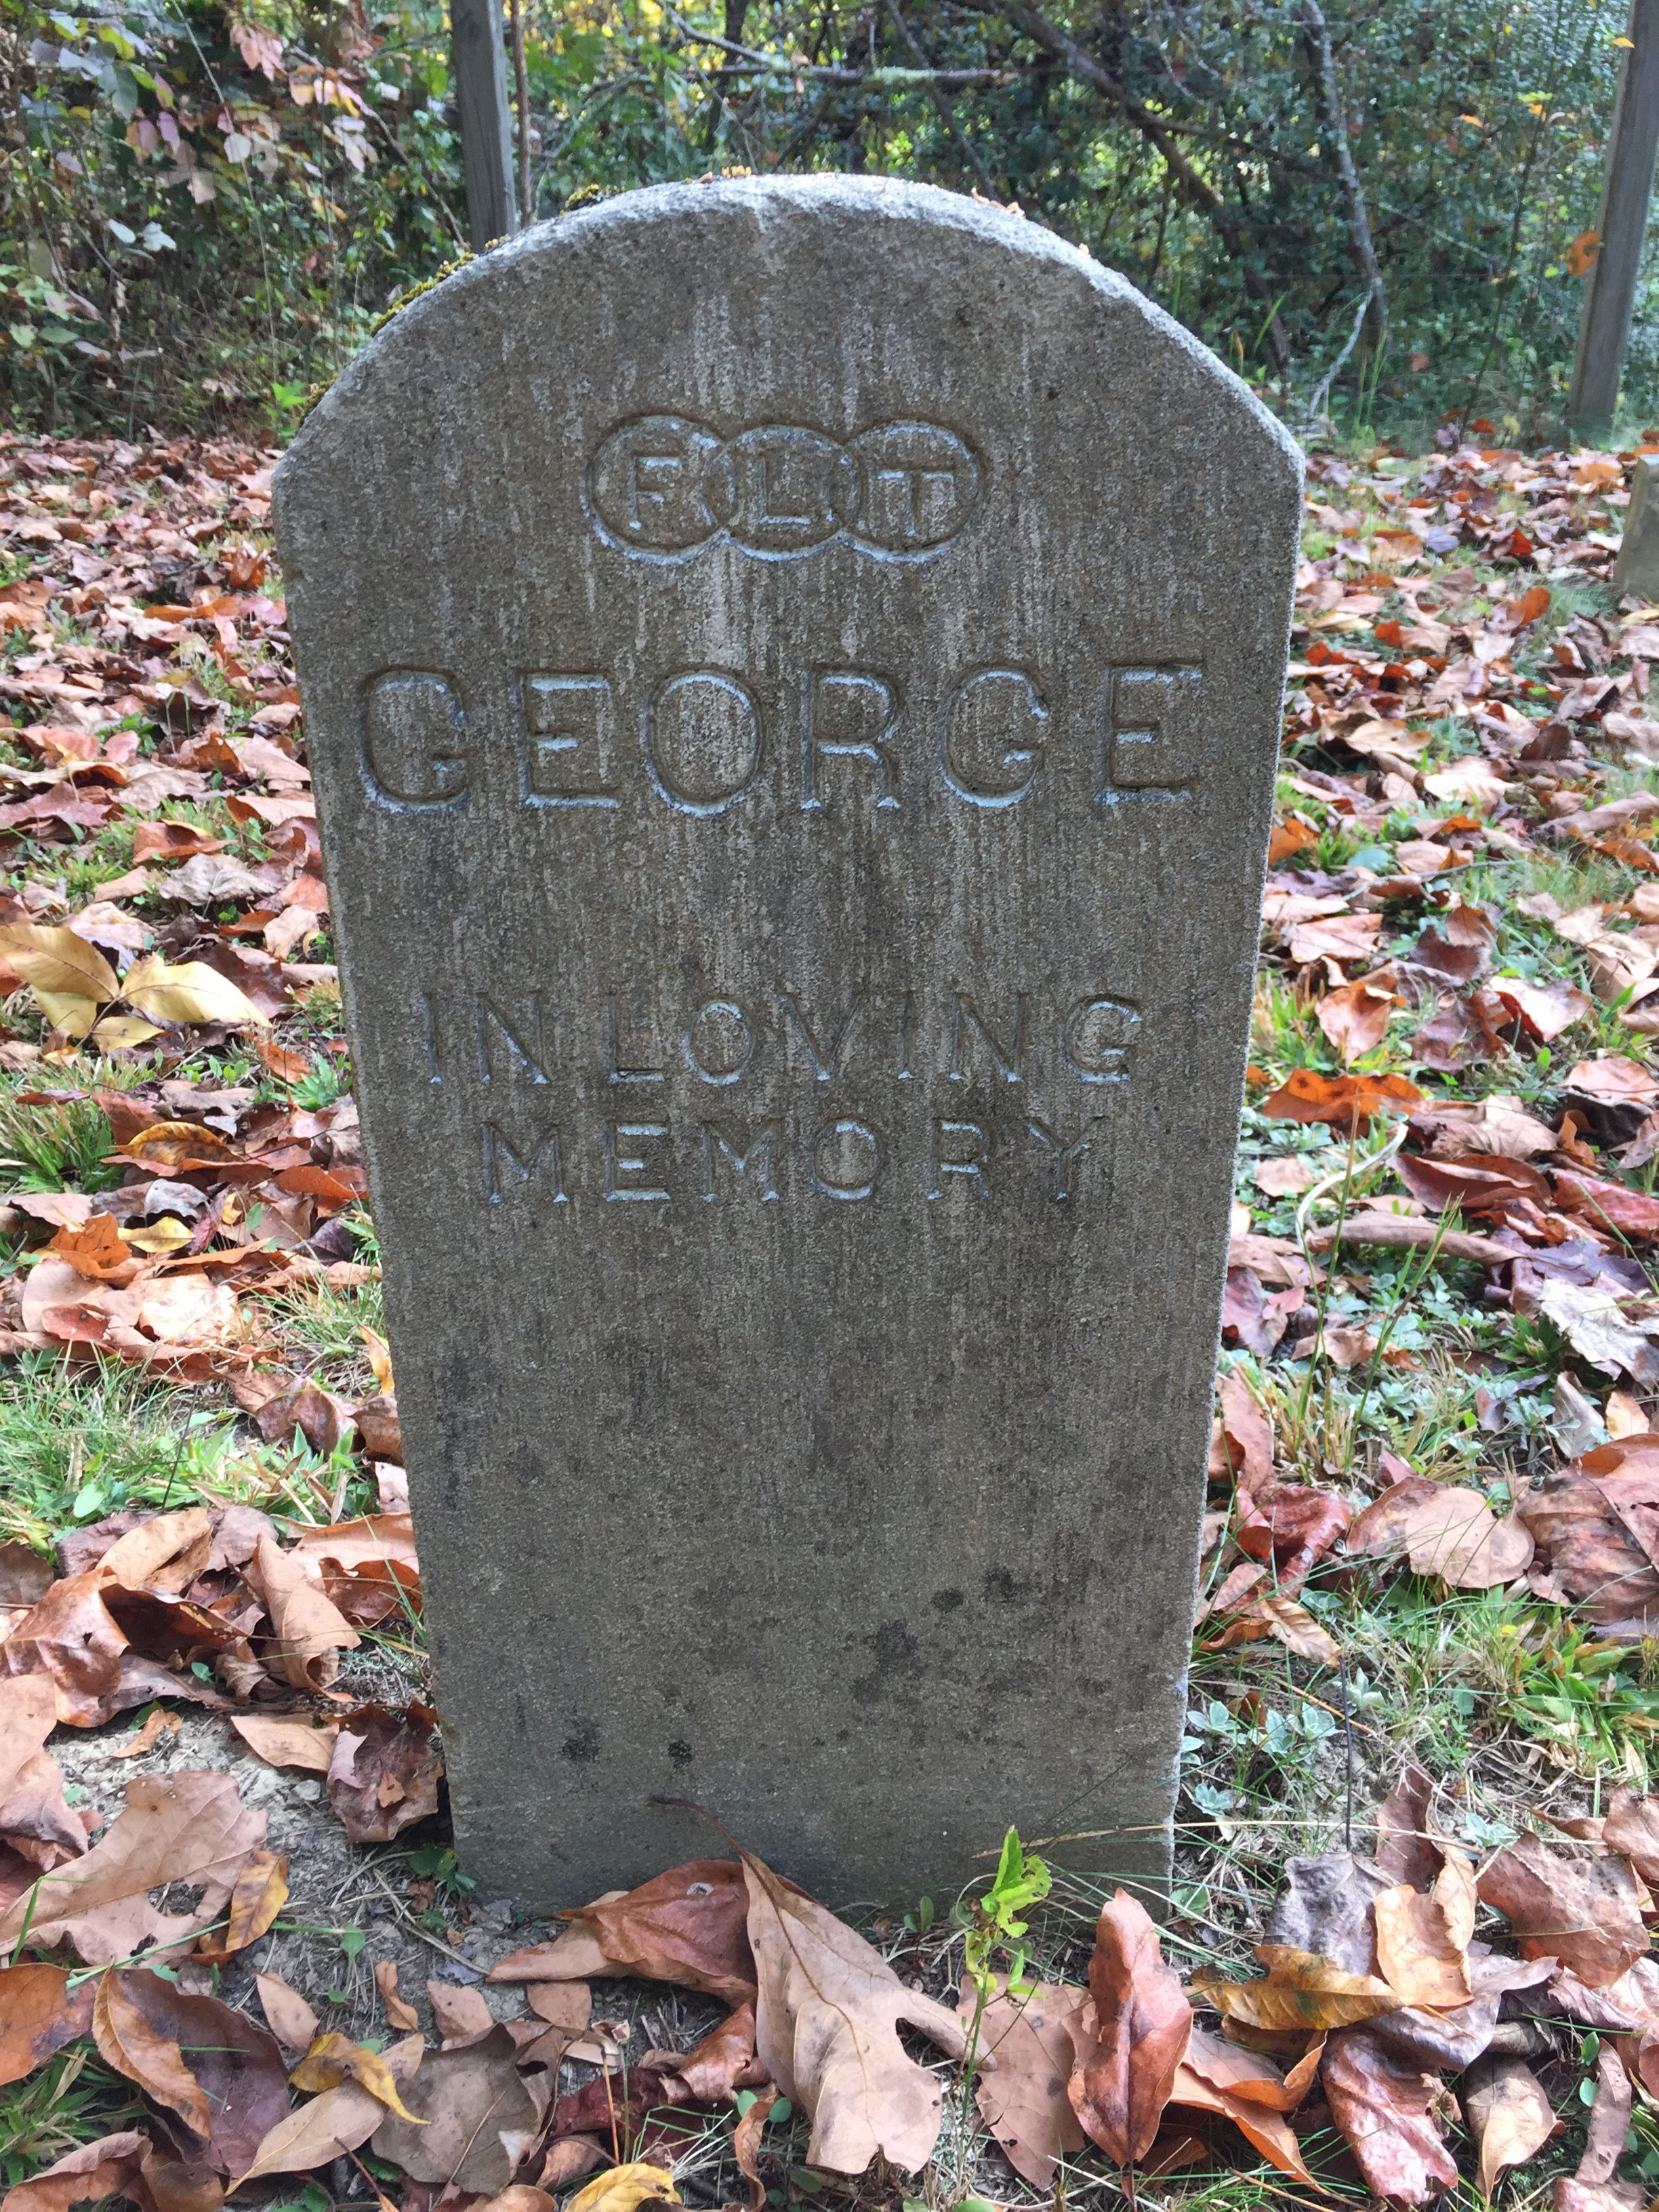 F L T
GEORGE
IN LOVING
MEMORY